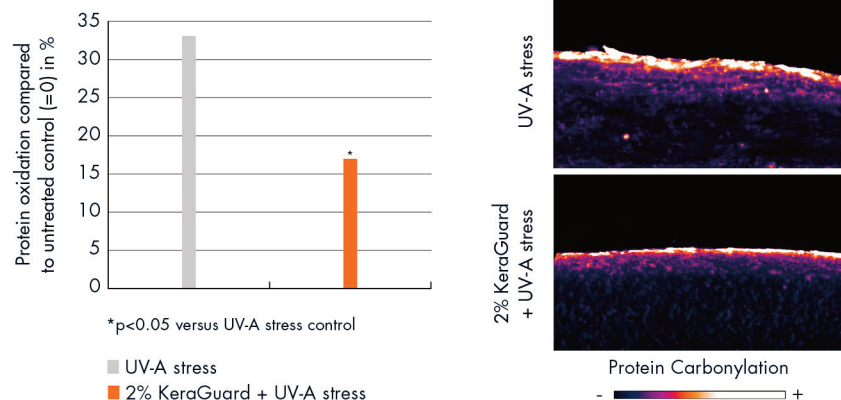 Protein oxidation compared
to untreated control (=0) in %
35
30
25
20
15
10
5
0
*
*p<0.05 versus UV-A stress control
UV-A stress
2% KeraGuard + UV-A stress
UV-A stress
2% KeraGuard
+ UV-A stress
Protein Carbonylation
- +